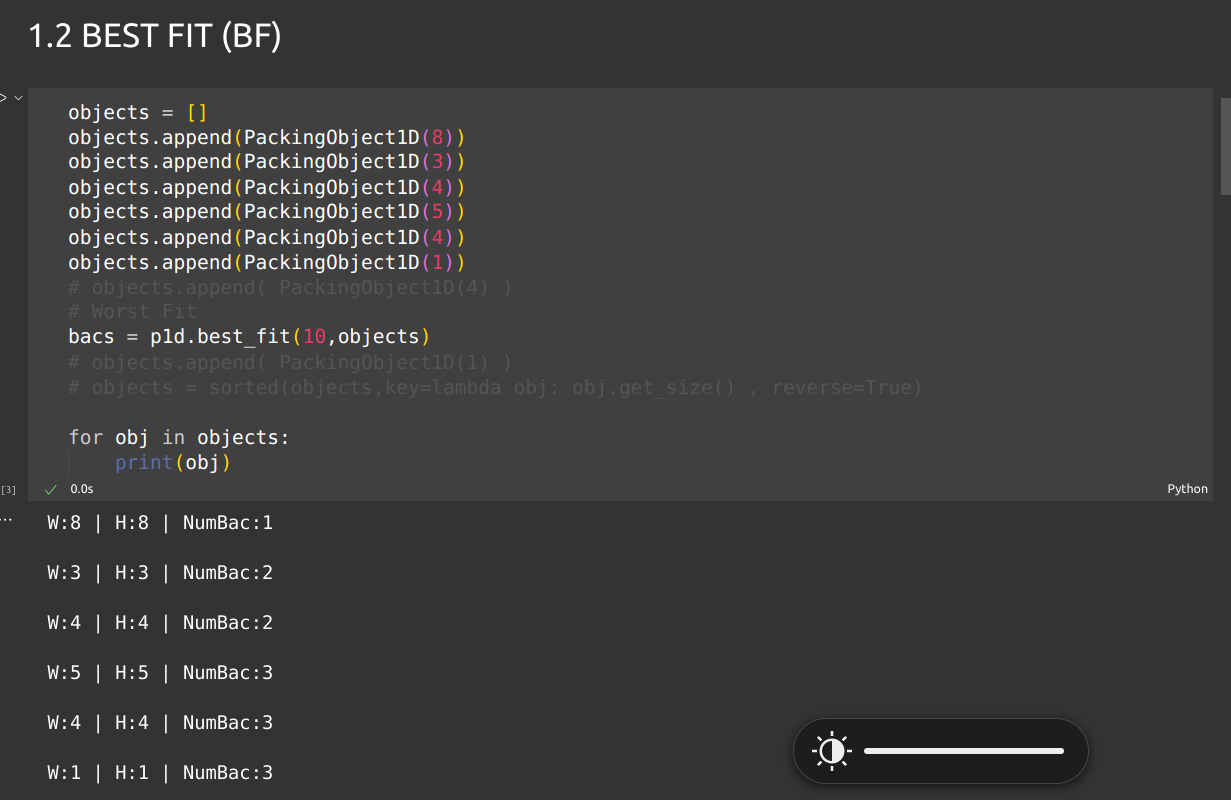 1.2 BEST FIT (BF)
objects = []
objects.append(PackingObject1D(8))
objects.append(PackingObject1D(3))
objects.append(PackingObject1D(4))
objects.append(PackingObject1D(5))
objects.append(PackingObject1D(4))
objects.append(PackingObject1D(1))
# objects.append( PackingObject1D(4) )
# Worst Fit
bacs = p1d.best_fit(10,objects)
# objects.append( PackingObject1D(1) )
# objects = sorted(objects,key=lambda obj: obj.get_size() , reverse=True)
for obj in objects:
    print(obj)
[3]
0.0s
Python
W:8 | H:8 | NumBac:1
W:3 | H:3 | NumBac:2
W:4 | H:4 | NumBac:2
W:5 | H:5 | NumBac:3
W:4 | H:4 | NumBac:3
W:1 | H:1 | NumBac:3